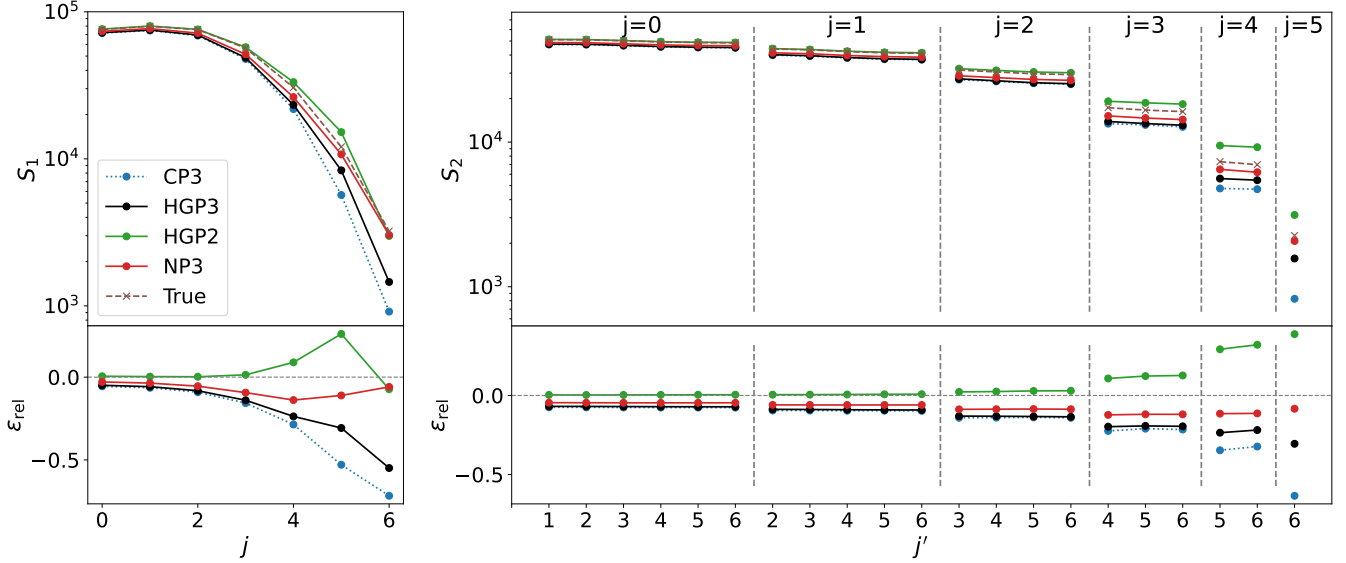 10^5
10^4
10^3
S_1
CP3
HGP3
HGP2
NP3
True
0.0
−0.5
ε_rel
0 2 4 6
j
j=0 j=1 j=2 j=3 j=4 j=5
10^4
10^3
S_2
0.0
−0.5
ε_rel
1 2 3 4 5 6 2 3 4 5 6 3 4 5 6 4 5 6 5 6 6
j′